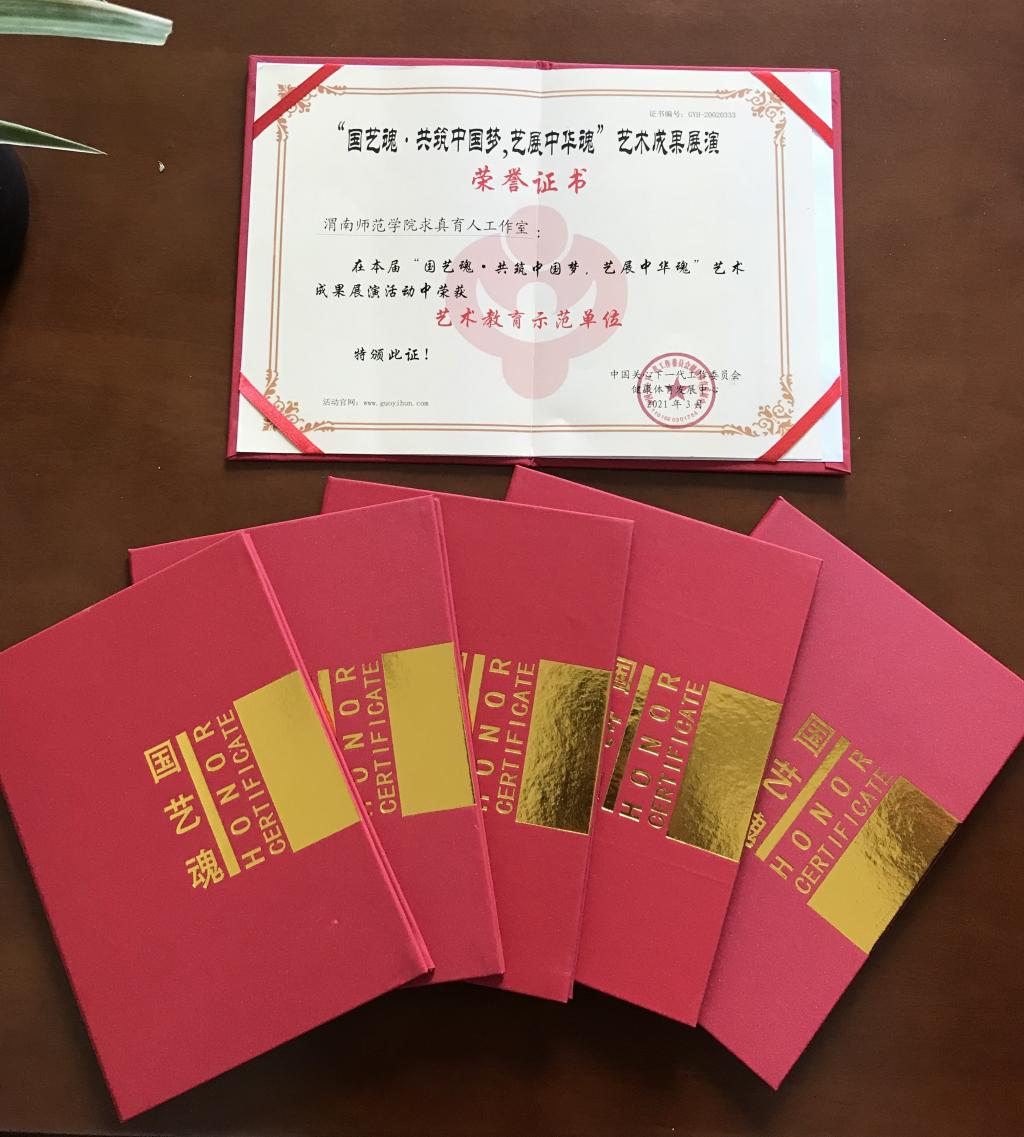 证书编号：GYH-20020333
“国艺魂·共筑中国梦，艺展中华魂”艺术成果展演
荣誉证书
渭南师范学院求真育人工作室：
在本届“国艺魂·共筑中国梦，艺展中华魂”艺术
成果展演活动中荣获
艺术教育示范单位
特颁此证！
中国关心下一代工作委员会
健康体育发展中心
2021年3月
活动官网：www.guoyihun.com
国艺魂
HONOR
CERTIFICATE
HONOR
CERTIFICATE
HONOR
CERTIFICATE
国艺
HONOR
CERTIFICATE
国艺魂
HONOR
CERTIFICATE